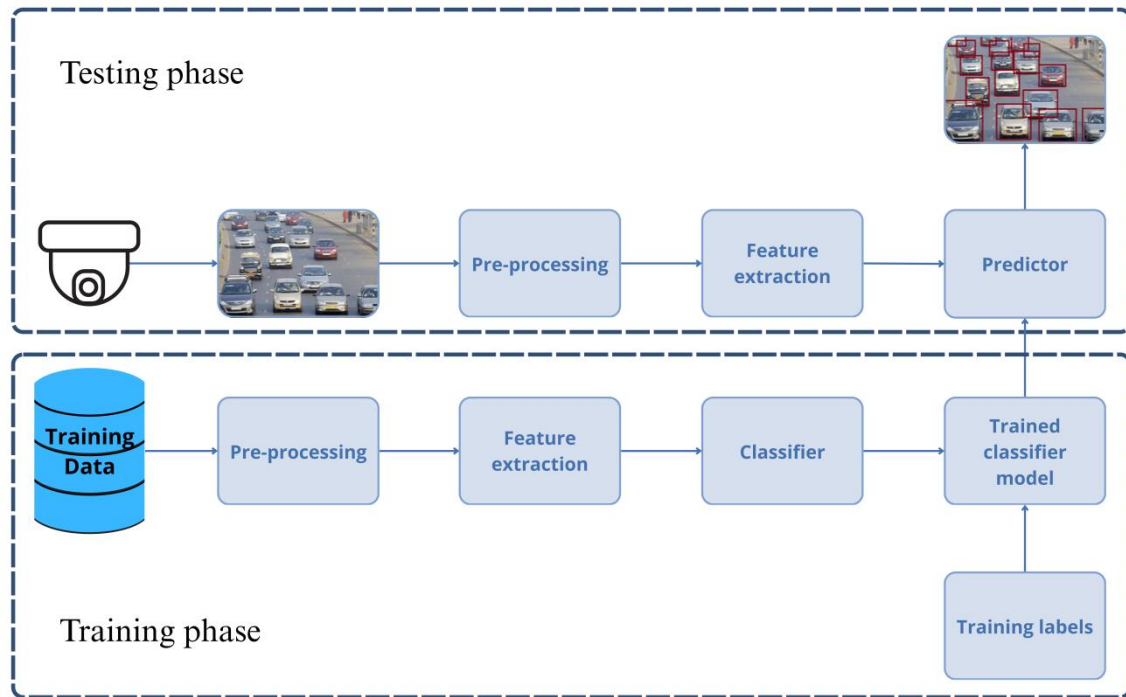 Testing phase
Pre-processing
Feature
extraction
Predictor
Training
Data
Pre-processing
Feature
extraction
Classifier
Trained
classifier
model
Training phase
Training labels